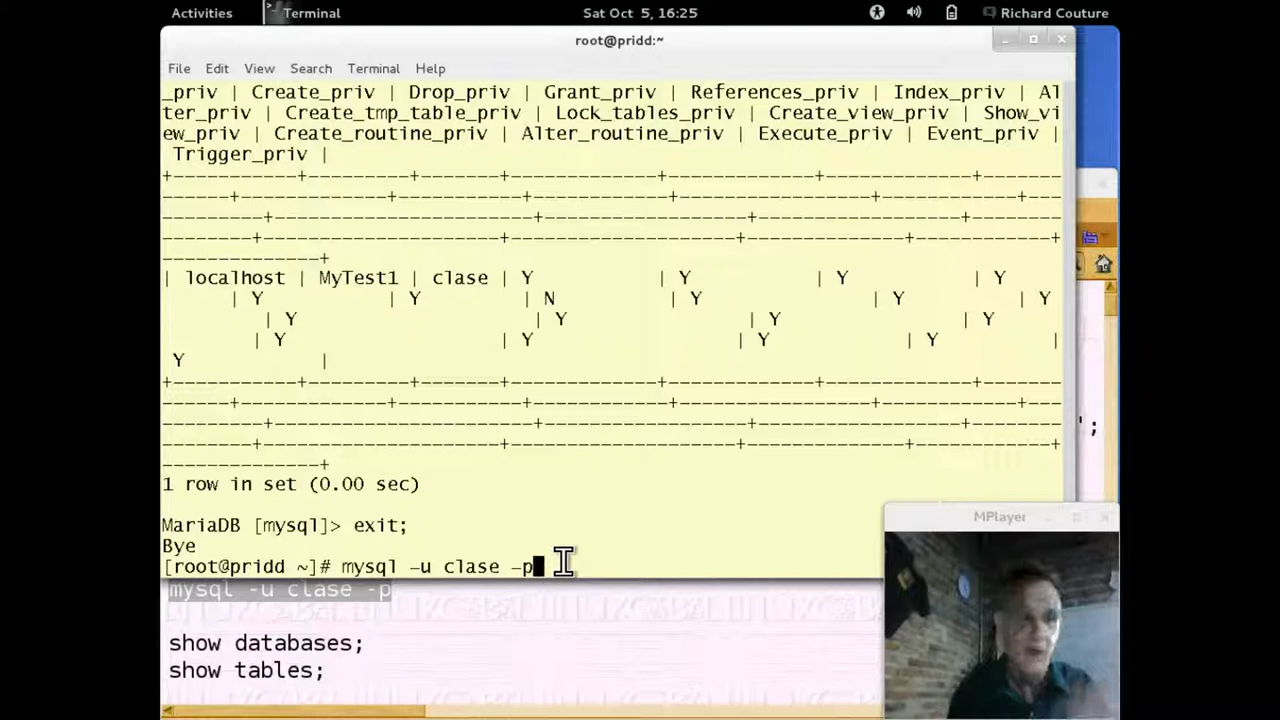 Activities Terminal Sat Oct 5, 16:25 Richard Couture
root@pridd:~
File Edit View Search Terminal Help
_priv | Create_priv | Drop_priv | Grant_priv | References_priv | Index_priv | Al
ter_priv | Create_tmp_table_priv | Lock_tables_priv | Create_view_priv | Show_vi
ew_priv | Create_routine_priv | Alter_routine_priv | Execute_priv | Event_priv |
Trigger_priv |
+-----------+---------+-------+-------------+-------------+-------------+-------
------+-------------+-----------+------------+-----------------+------------+---
--------+-----------------------+------------------+------------------+---------
-------+---------------------+--------------------+--------------+------------+
--------------+
| localhost | MyTest1 | clase | Y | Y | Y | Y
| Y | Y | N | Y | Y | Y
| Y | Y | Y | Y
| Y | Y | Y | Y |
Y |
+-----------+---------+-------+-------------+-------------+-------------+-------
------+-------------+-----------+------------+-----------------+------------+---
--------+-----------------------+------------------+------------------+---------
-------+---------------------+--------------------+--------------+------------+
--------------+
1 row in set (0.00 sec)
MariaDB [mysql]> exit;
Bye
[root@pridd ~]# mysql -u clase -p
';
MPlayer
mysql -u clase -p
show databases;
show tables;